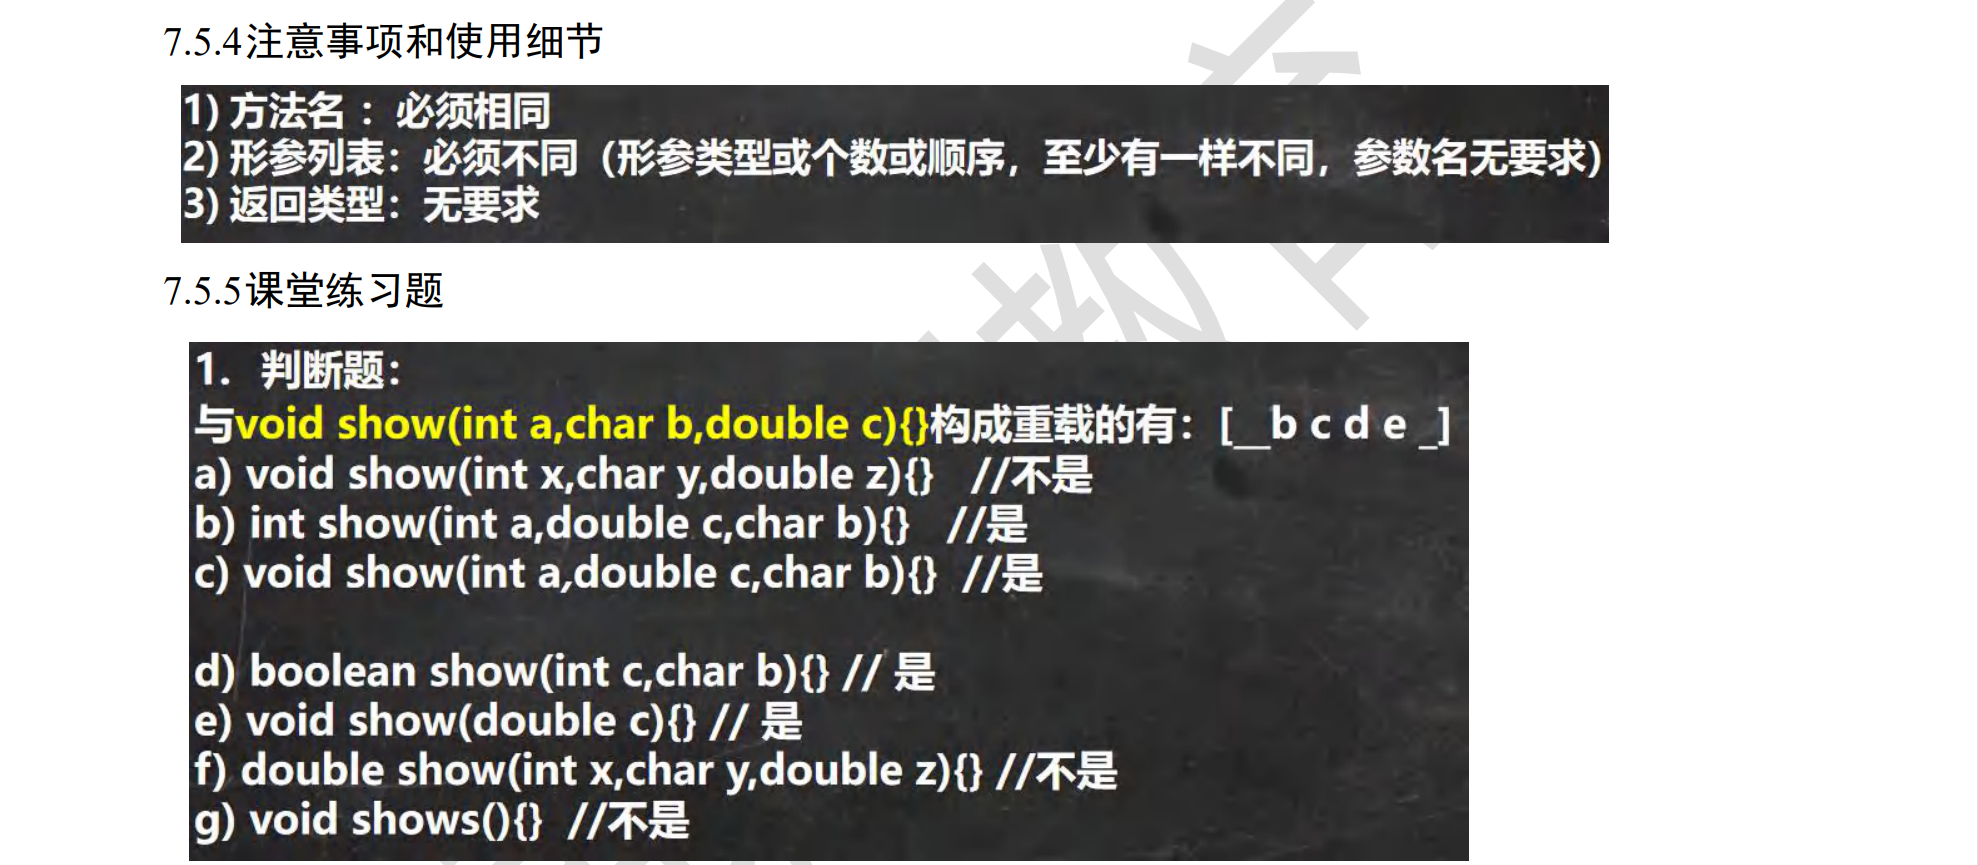 7.5.4注意事项和使用细节
1) 方法名：必须相同
2) 形参列表：必须不同（形参类型或个数或顺序，至少有一样不同，参数名无要求）
3) 返回类型：无要求
教育
7.5.5课堂练习题
1. 判断题：
与void show(int a,char b,double c){}构成重载的有：[__b c d e _]
a) void show(int x,char y,double z){} //不是
b) int show(int a,double c,char b){} //是
c) void show(int a,double c,char b){} //是
d) boolean show(int c,char b){} // 是
e) void show(double c){} // 是
f) double show(int x,char y,double z){} //不是
g) void shows(){} //不是